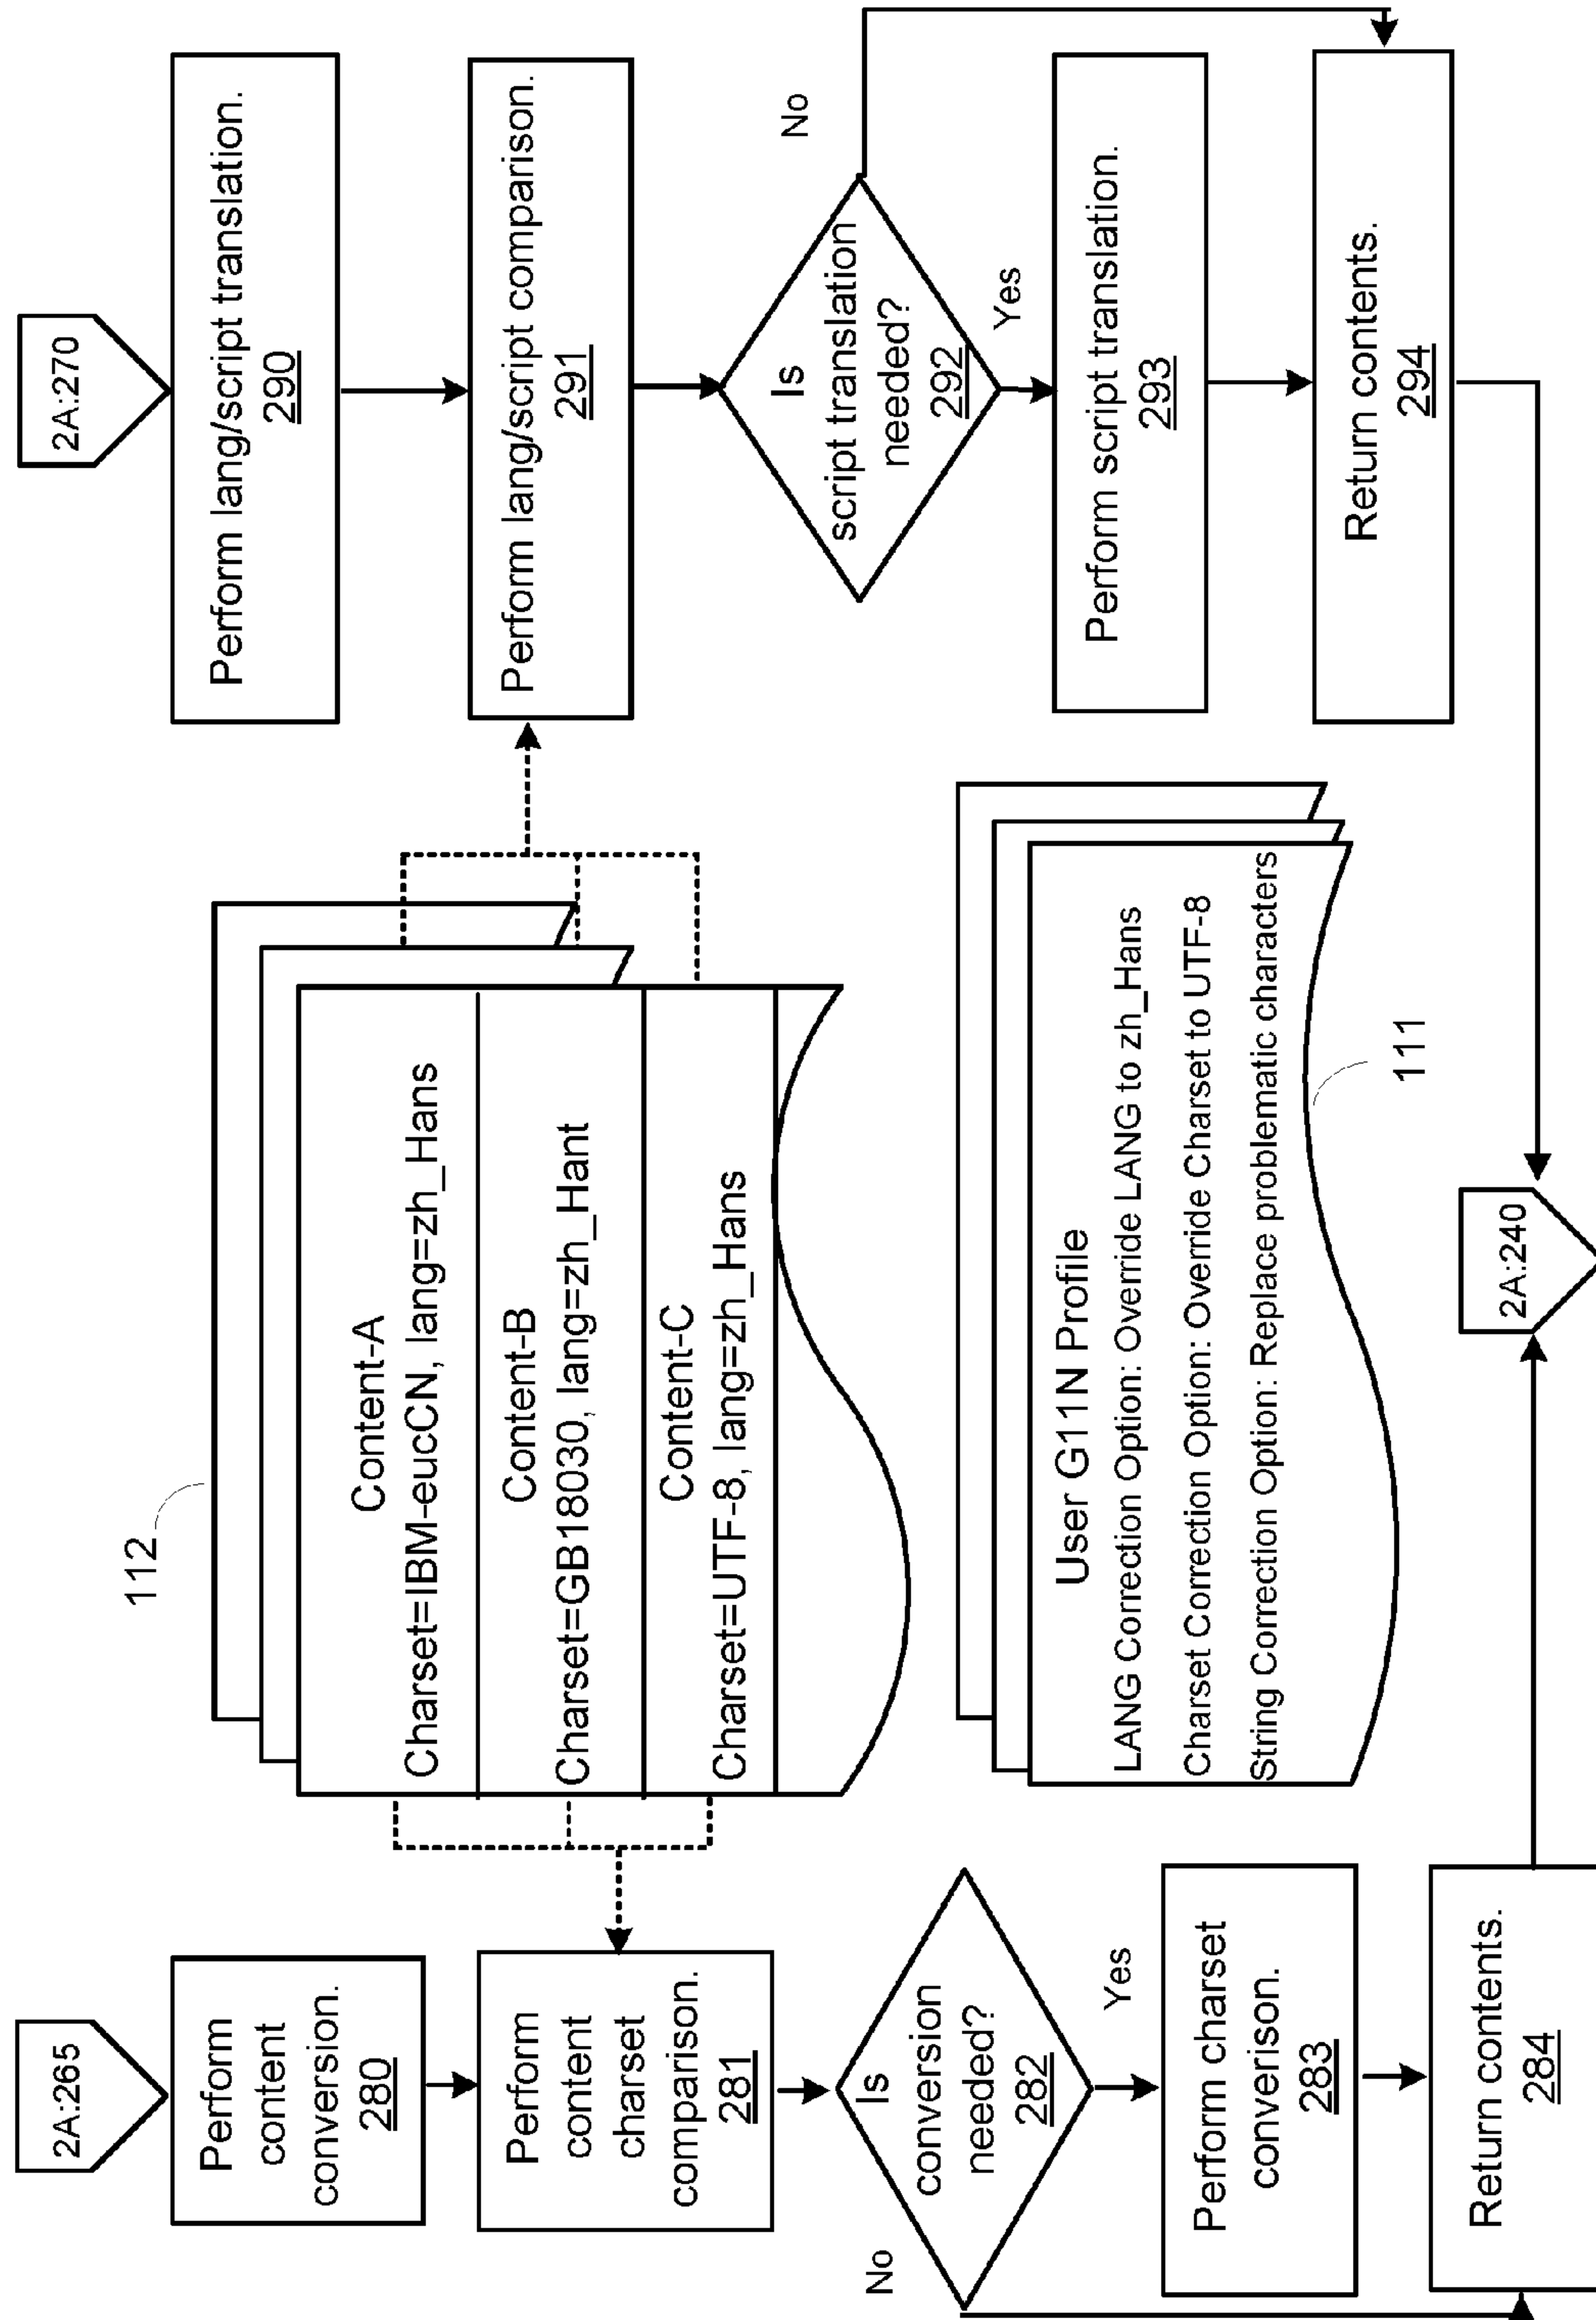 2A:265
Perform
content
conversion.
280
Perform
content
charset
comparison.
281
Is
conversion
needed?
282
No
Yes
Perform charset
converison.
283
Return contents.
284
112
Content-A
Charset=IBM-eucCN, lang=zh_Hans
Content-B
Charset=GB18030, lang=zh_Hant
Content-C
Charset=UTF-8, lang=zh_Hans
User G11N Profile
LANG Correction Option: Override LANG to zh_Hans
Charset Correction Option: Override Charset to UTF-8
String Correction Option: Replace problematic characters
111
2A:240
2A:270
Perform lang/script translation.
290
Perform lang/script comparison.
291
Is
script translation
needed?
292
No
Yes
Perform script translation.
293
Return contents.
294